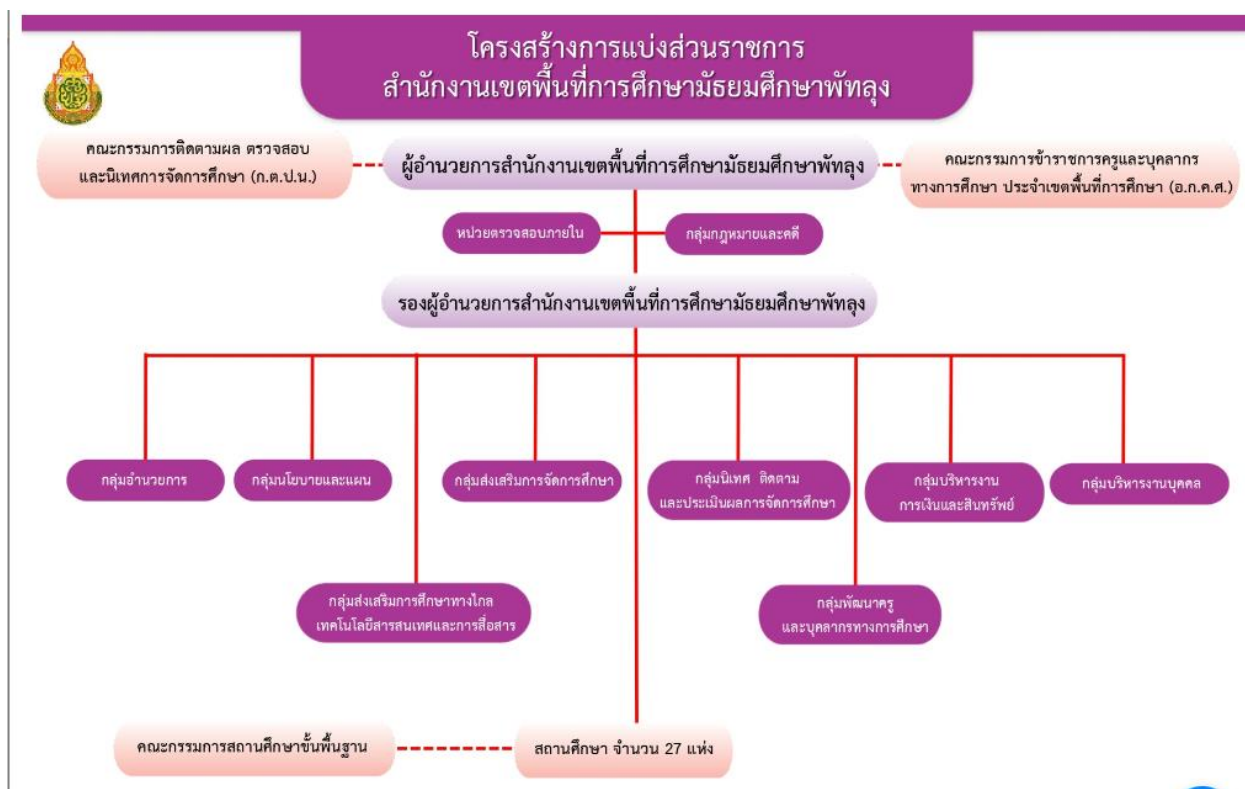 โครงสร้างการแบ่งส่วนราชการ
สำนักงานเขตพื้นที่การศึกษามัธยมศึกษาพัทลุง
คณะกรรมการติดตามผล ตรวจสอบ
และนิเทศการจัดการศึกษา (ก.ต.ป.น.)
ผู้อำนวยการสำนักงานเขตพื้นที่การศึกษามัธยมศึกษาพัทลุง
คณะกรรมการข้าราชการครูและบุคลากร
ทางการศึกษา ประจำเขตพื้นที่การศึกษา (อ.ก.ค.ศ.)
หน่วยตรวจสอบภายใน
กลุ่มกฎหมายและคดี
รองผู้อำนวยการสำนักงานเขตพื้นที่การศึกษามัธยมศึกษาพัทลุง
กลุ่มอำนวยการ
กลุ่มนโยบายและแผน
กลุ่มส่งเสริมการจัดการศึกษา
กลุ่มนิเทศ ติดตาม
และประเมินผลการจัดการศึกษา
กลุ่มบริหารงาน
การเงินและสินทรัพย์
กลุ่มบริหารงานบุคคล
กลุ่มส่งเสริมการศึกษาทางไกล
เทคโนโลยีสารสนเทศและการสื่อสาร
กลุ่มพัฒนาครู
และบุคลากรทางการศึกษา
คณะกรรมการสถานศึกษาขั้นพื้นฐาน
สถานศึกษา จำนวน 27 แห่ง